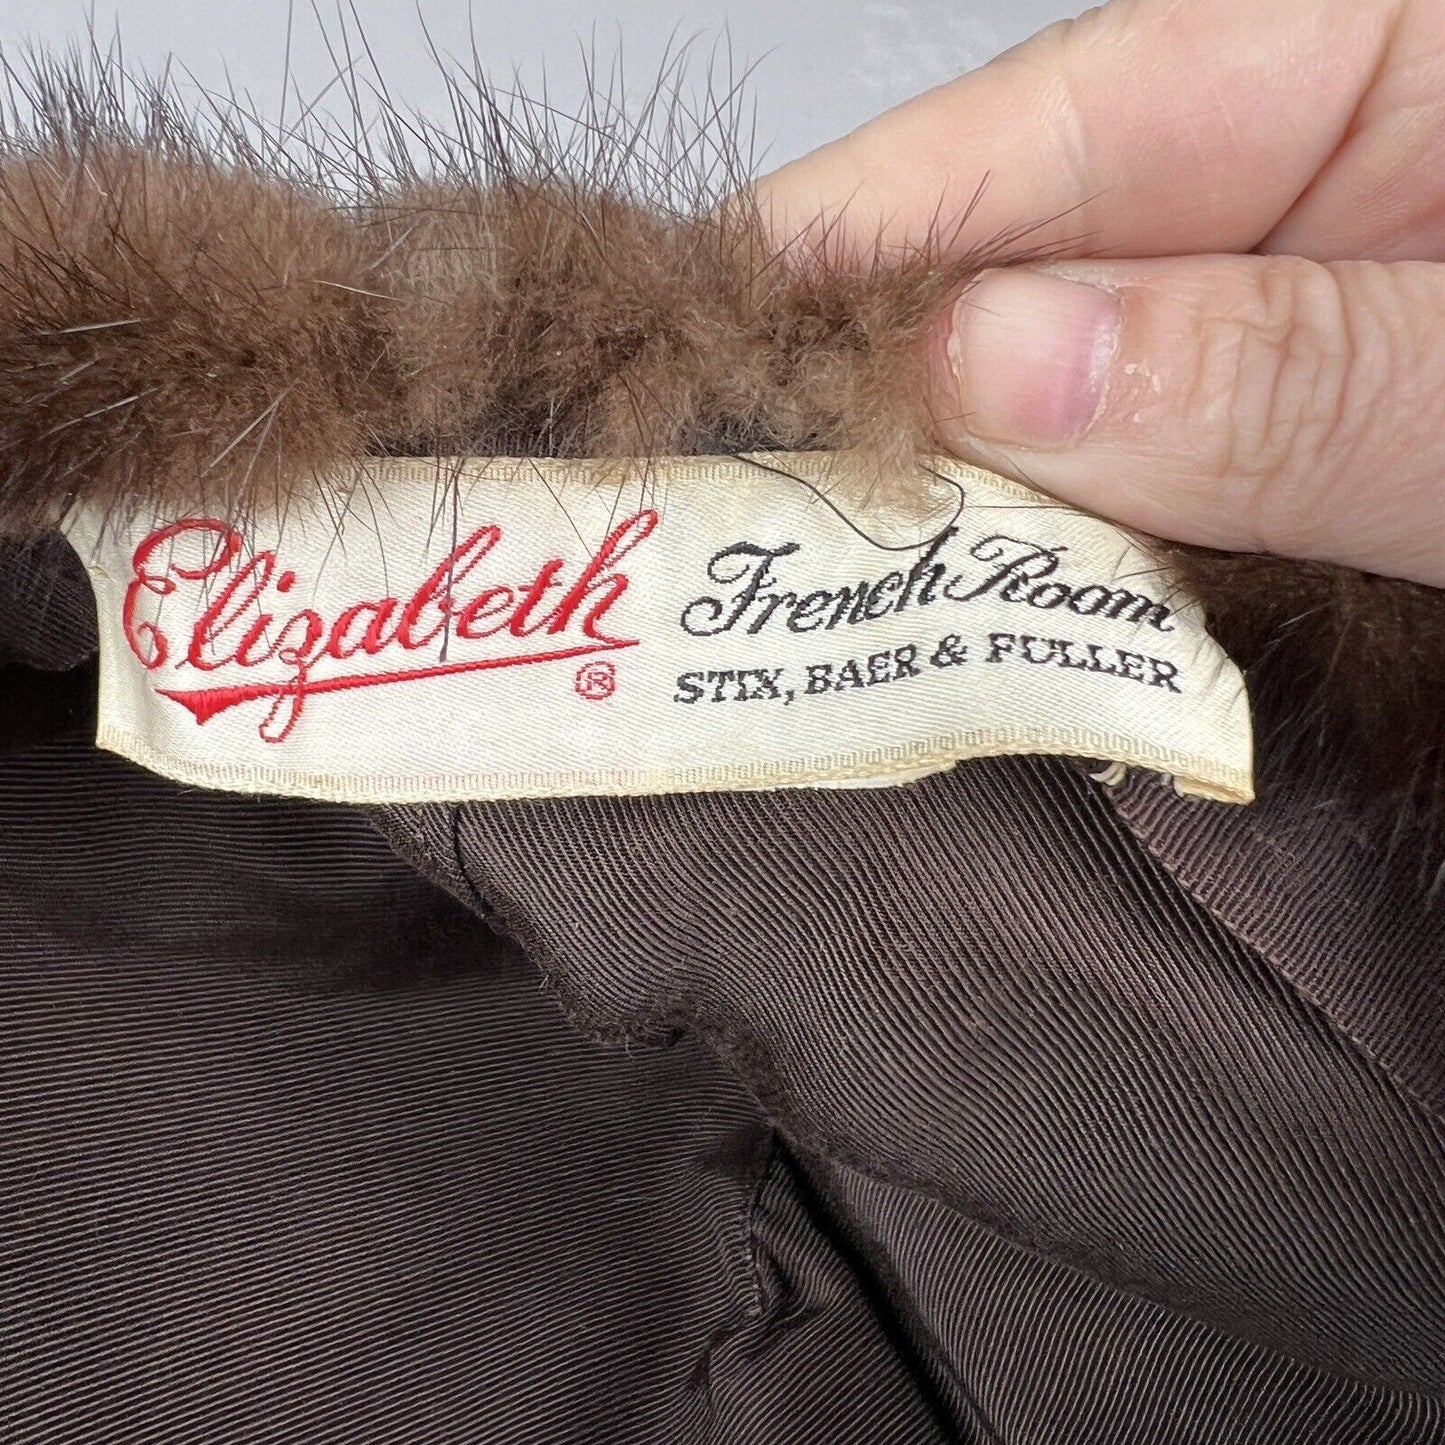 Elizabeth ®
French Room
STIX, BAER & FULLER